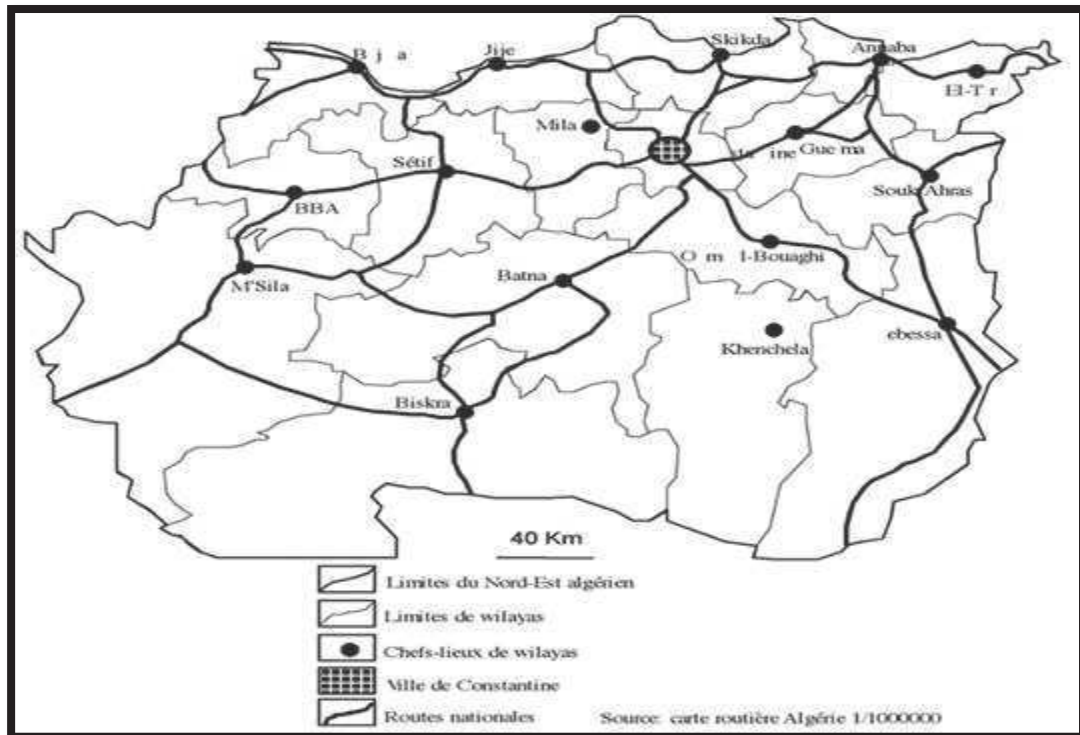 Skikda
B j a
Jije
Annaba
El-T r
Mila
ine Gue ma
Sétif
Souk Ahras
BBA
O m l-Bouaghi
Batna
M'Sila
ebessa
Khenchela
Biskra
40 Km
Limites du Nord-Est algérien
Limites de wilayas
Chefs-lieux de wilayas
Ville de Constantine
Routes nationales
Source: carte routière Algérie 1/1000000